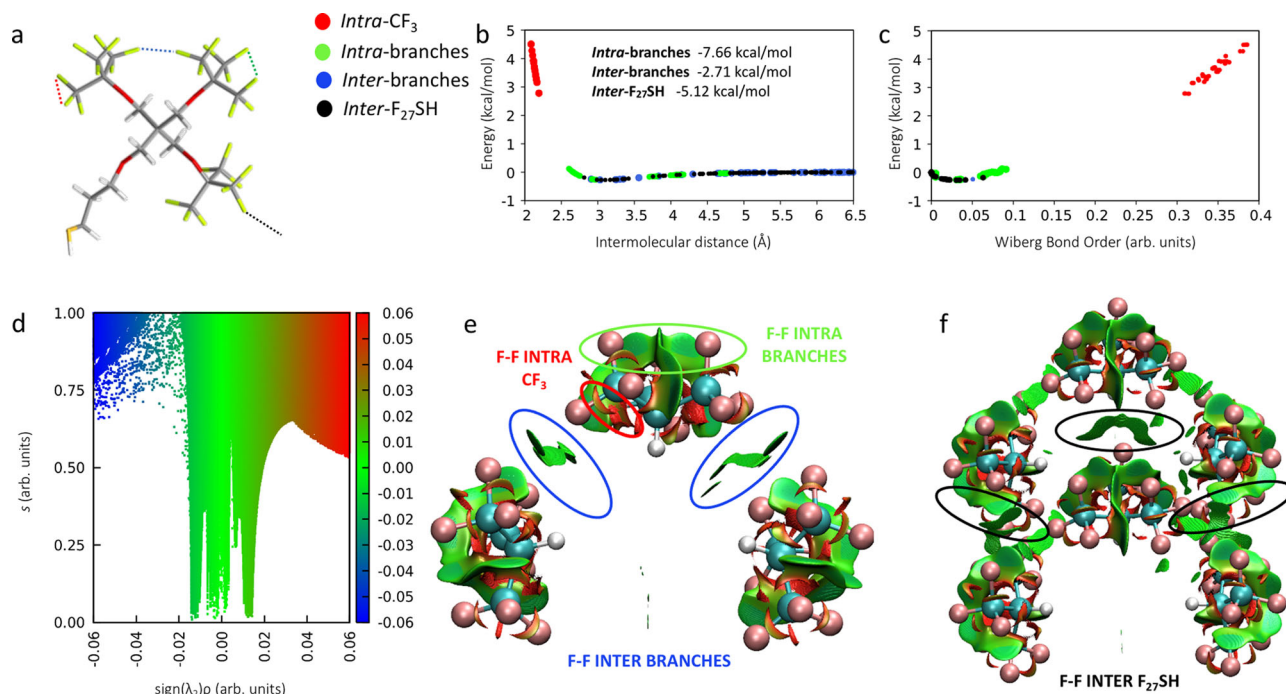 a
Intra-CF3
Intra-branches
Inter-branches
Inter-F27SH
b
Energy (kcal/mol)
5
4
3
2
1
0
-1
Intra-branches -7.66 kcal/mol
Inter-branches -2.71 kcal/mol
Inter-F27SH -5.12 kcal/mol
2 2.5 3 3.5 4 4.5 5 5.5 6 6.5
Intermolecular distance (Å)
c
Energy (kcal/mol)
5
4
3
2
1
0
-1
0 0.05 0.1 0.15 0.2 0.25 0.3 0.35 0.4
Wiberg Bond Order (arb. units)
d
s (arb. units)
1.00
0.75
0.50
0.25
0.00
-0.06 -0.04 -0.02 0.00 0.02 0.04 0.06
sign(λ2)ρ (arb. units)
0.06
0.05
0.04
0.03
0.02
0.01
0.00
-0.01
-0.02
-0.03
-0.04
-0.05
-0.06
e
F-F INTRA
CF3
F-F INTRA
BRANCHES
F-F INTER BRANCHES
f
F-F INTER F27SH